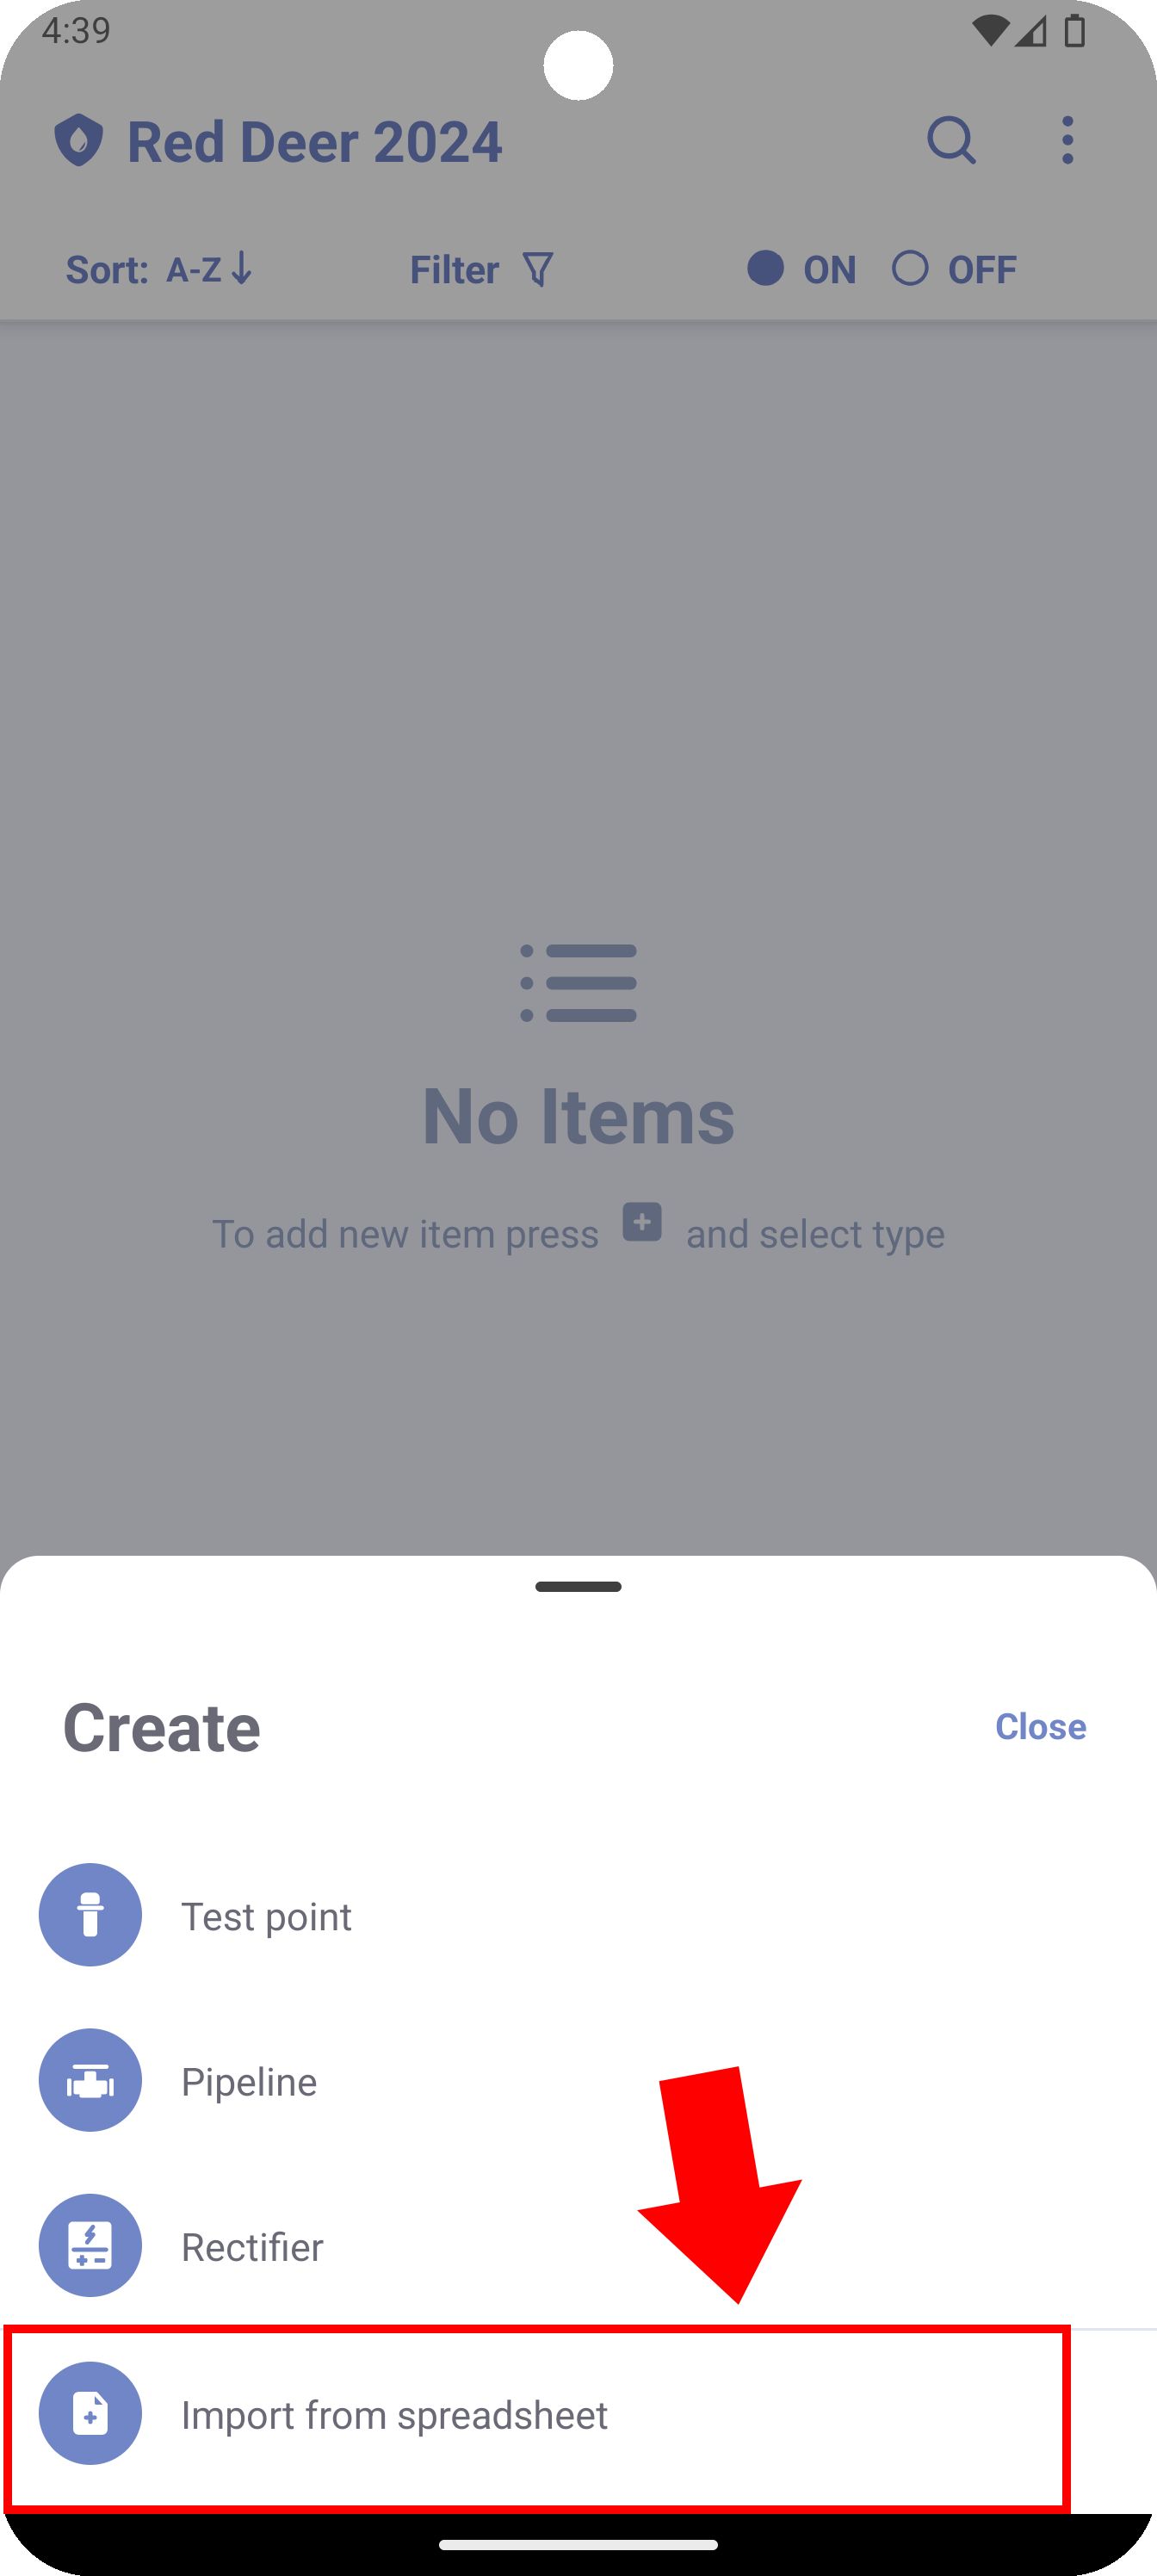 4:39
Red Deer 2024
Sort: A-Z Filter ON OFF
No Items
To add new item press and select type
Create Close
Test point
Pipeline
Rectifier
Import from spreadsheet